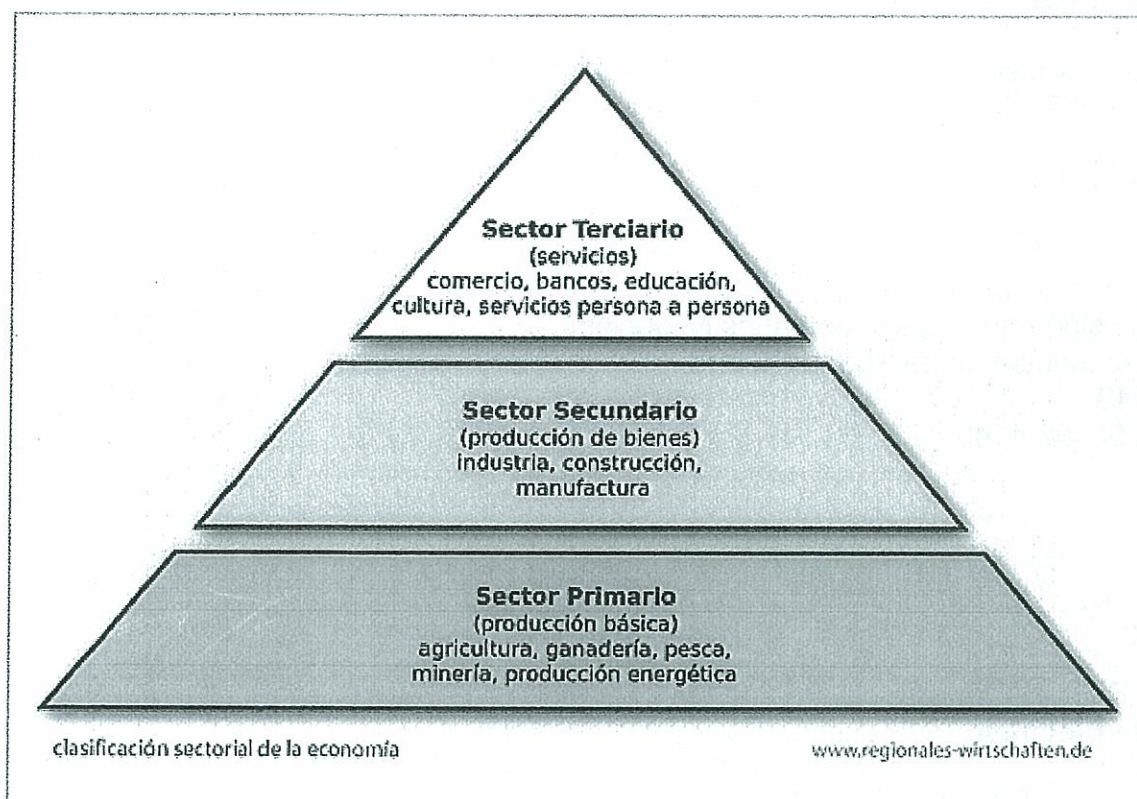 Sector Terciario
(servicios)
comercio, bancos, educación,
cultura, servicios persona a persona
Sector Secundario
(producción de bienes)
industria, construcción,
manufactura
Sector Primario
(producción básica)
agricultura, ganadería, pesca,
minería, producción energética
clasificación sectorial de la economía
www.regionales-wirtschaften.de